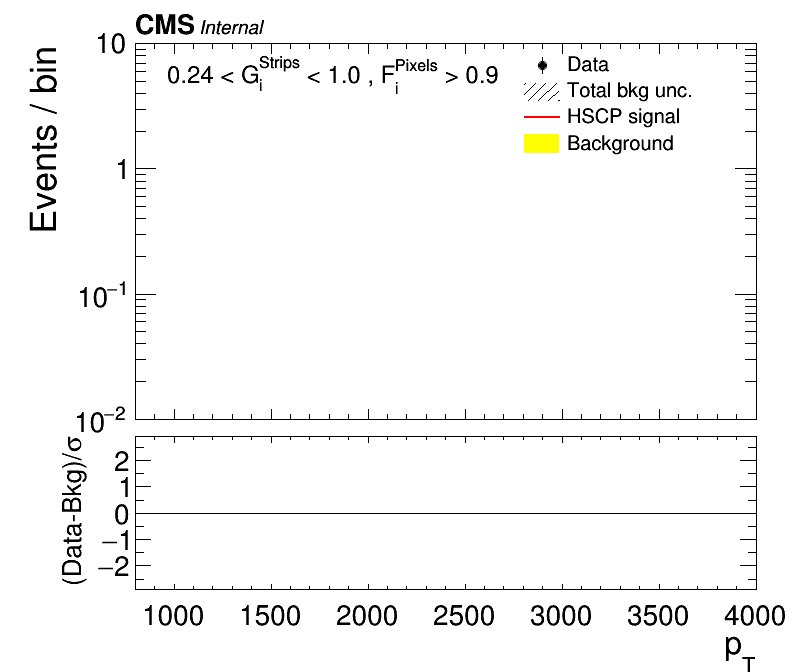 CMS Internal
0.24 < G_i^Strips < 1.0 , F_i^Pixels > 0.9
Data
Total bkg unc.
HSCP signal
Background
Events / bin
10
1
10^−1
10^−2
(Data-Bkg)/σ
2
1
0
−1
−2
1000 1500 2000 2500 3000 3500 4000
p_T